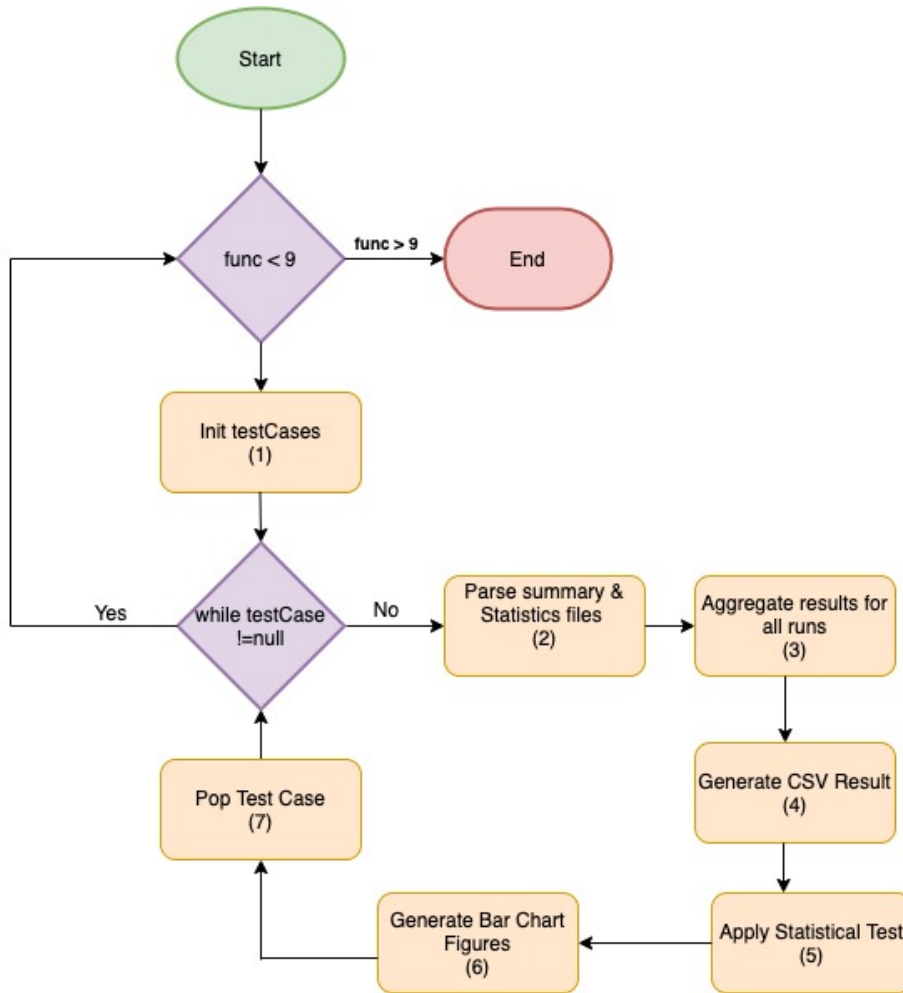 Start
func < 9
func > 9
End
Init testCases
(1)
while testCase
!=null
Yes
No
Parse summary &
Statistics files
(2)
Aggregate results for
all runs
(3)
Generate CSV Result
(4)
Apply Statistical Test
(5)
Generate Bar Chart
Figures
(6)
Pop Test Case
(7)